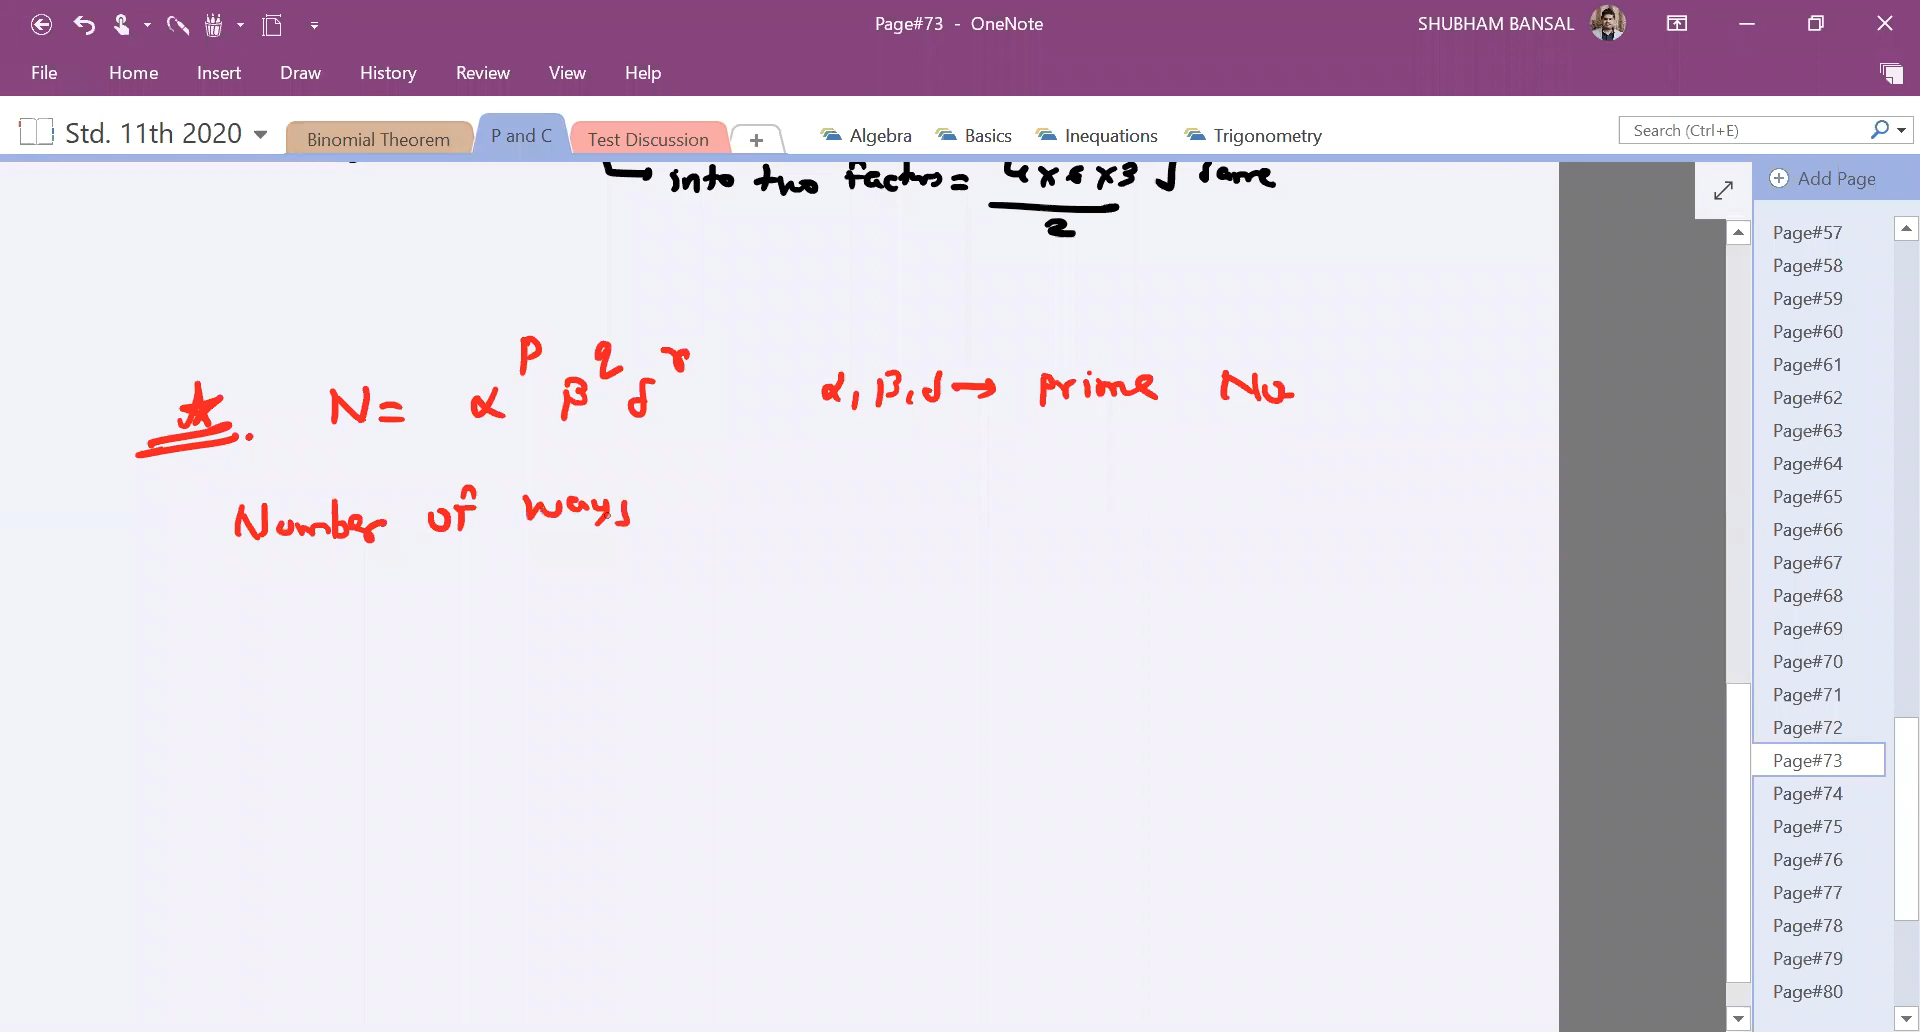 Page#73 - OneNote
SHUBHAM BANSAL
File Home Insert Draw History Review View Help
Std. 11th 2020
Binomial Theorem
P and C
Test Discussion
+
Algebra
Basics
Inequations
Trigonometry
Search (Ctrl+E)
into two factors = 4×6×3 / 2 same
N = α^p β^q δ^r α, β, δ → prime No
Number of ways
Add Page
Page#57
Page#58
Page#59
Page#60
Page#61
Page#62
Page#63
Page#64
Page#65
Page#66
Page#67
Page#68
Page#69
Page#70
Page#71
Page#72
Page#73
Page#74
Page#75
Page#76
Page#77
Page#78
Page#79
Page#80